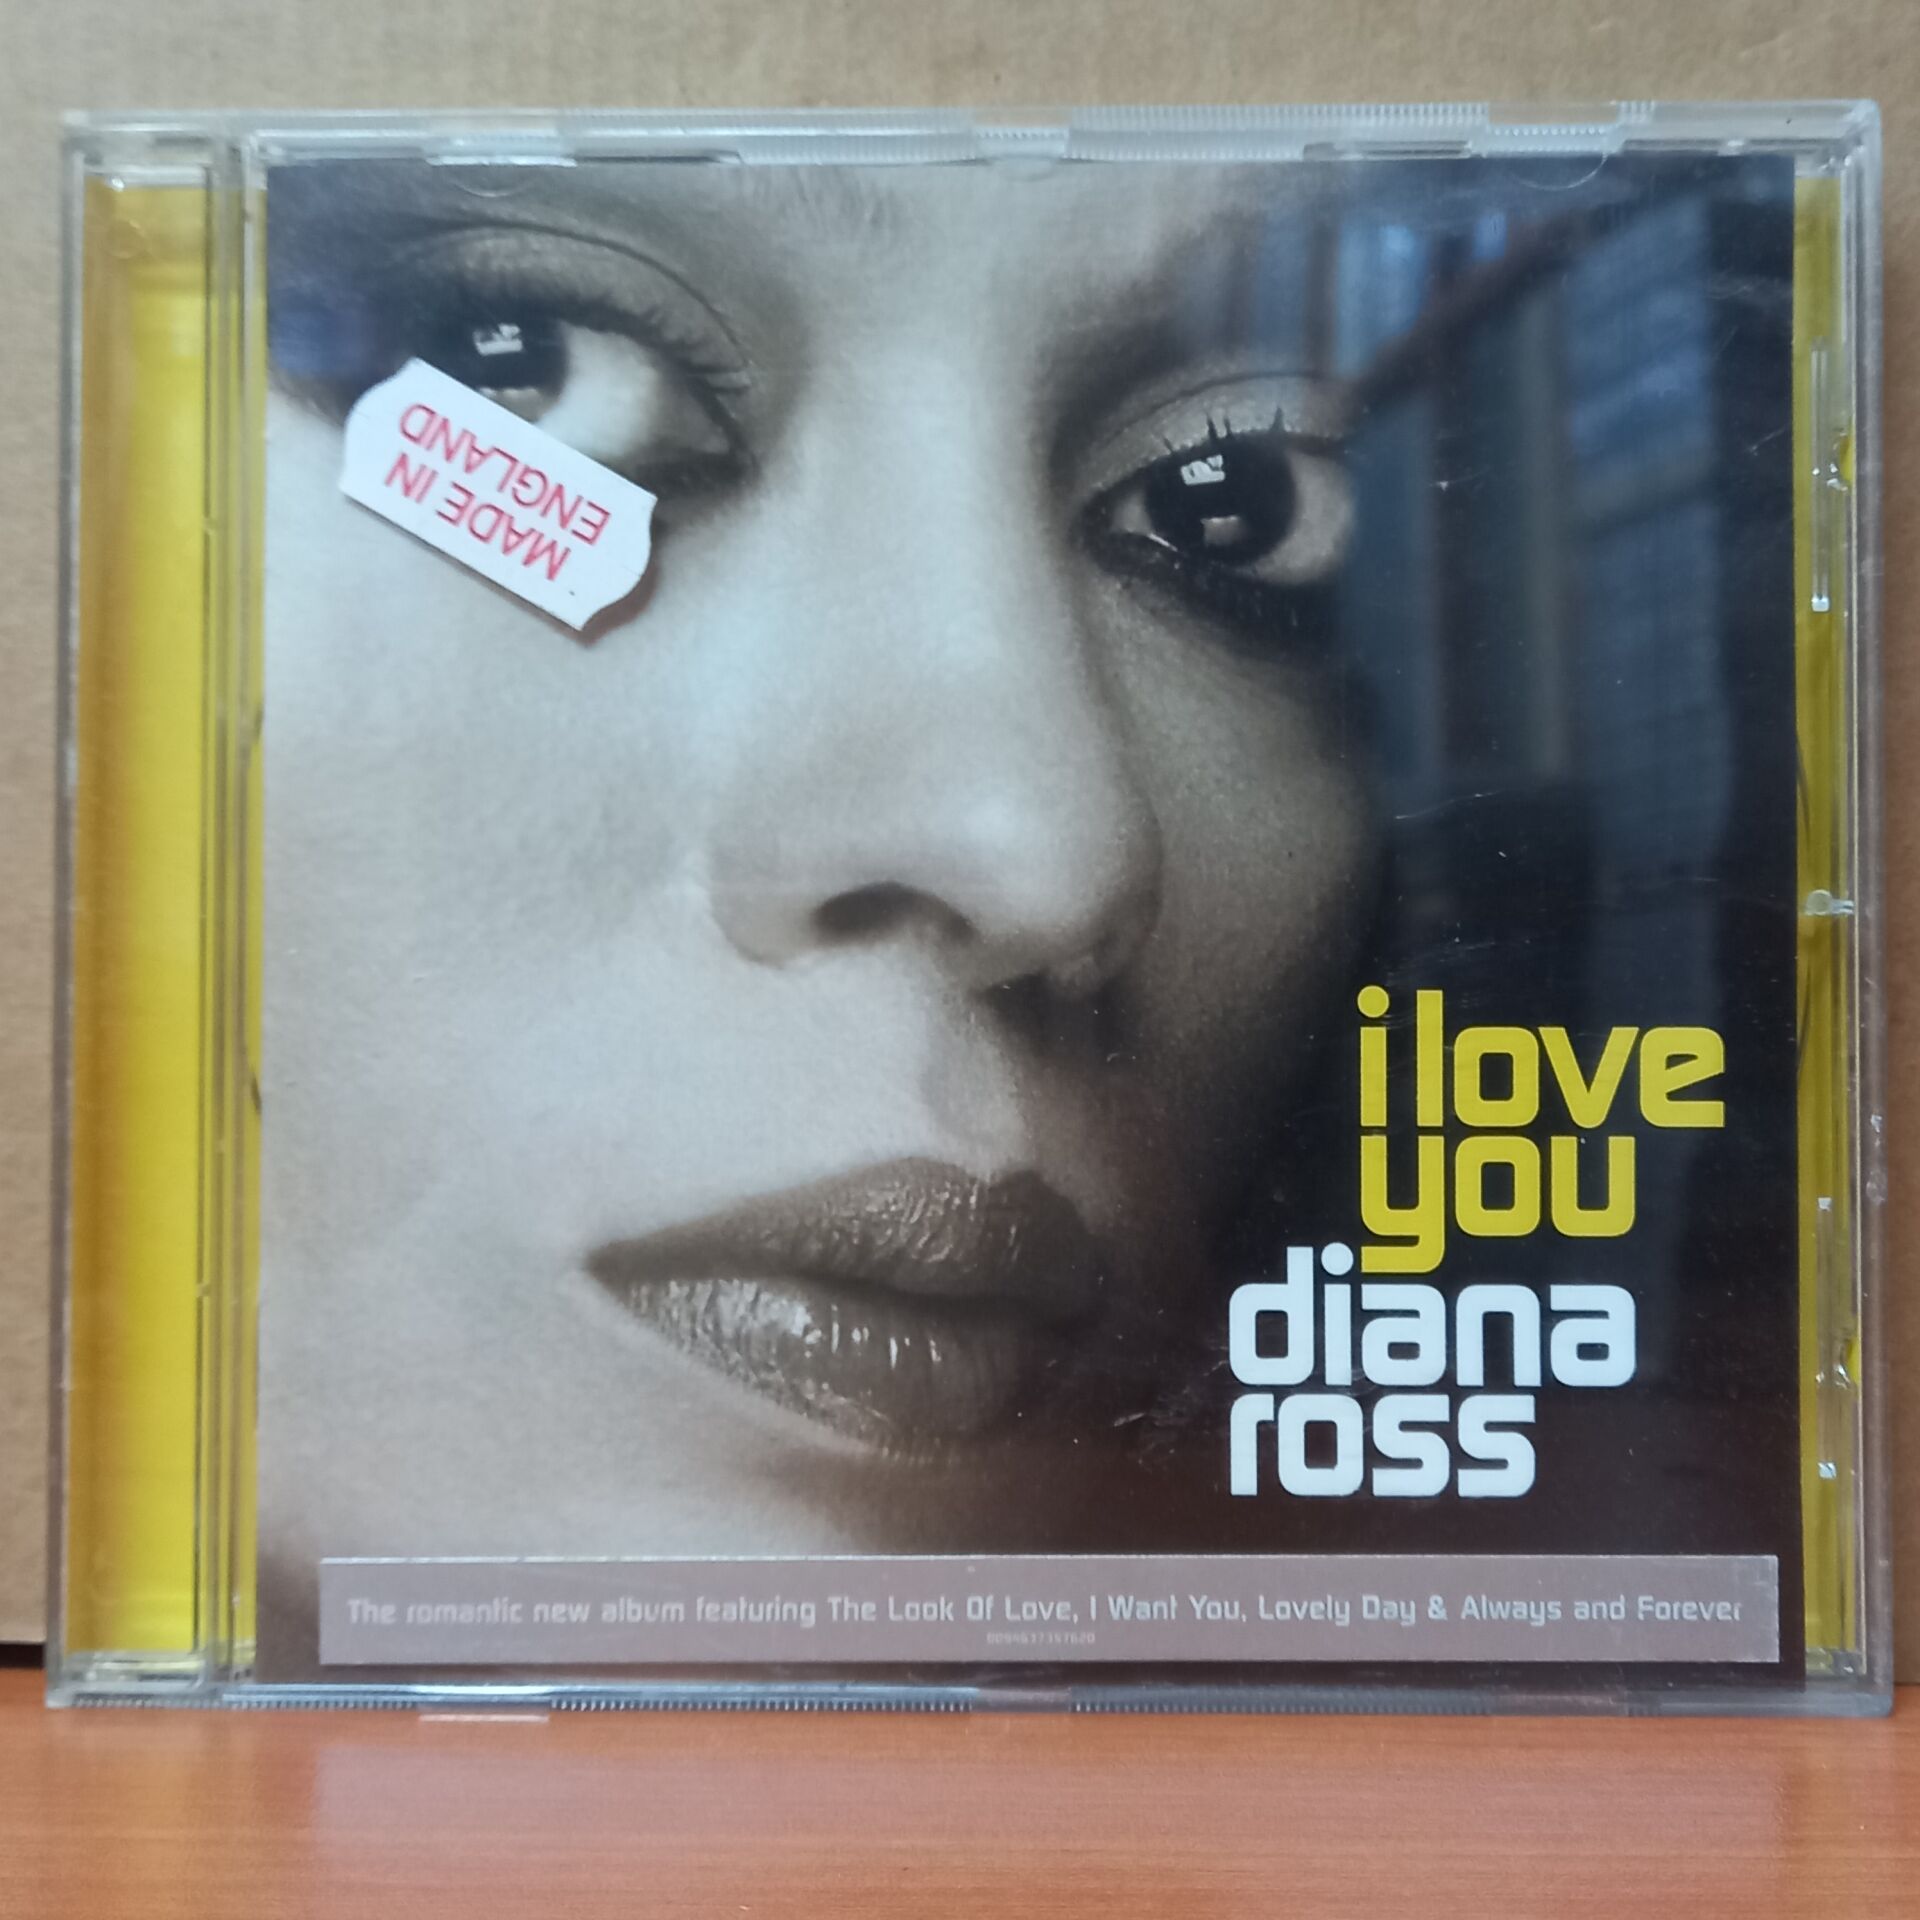 MADE IN
ENGLAND
i love
you
diana
ross
The romantic new album featuring The Look Of Love, I Want You, Lovely Day & Always and Forever